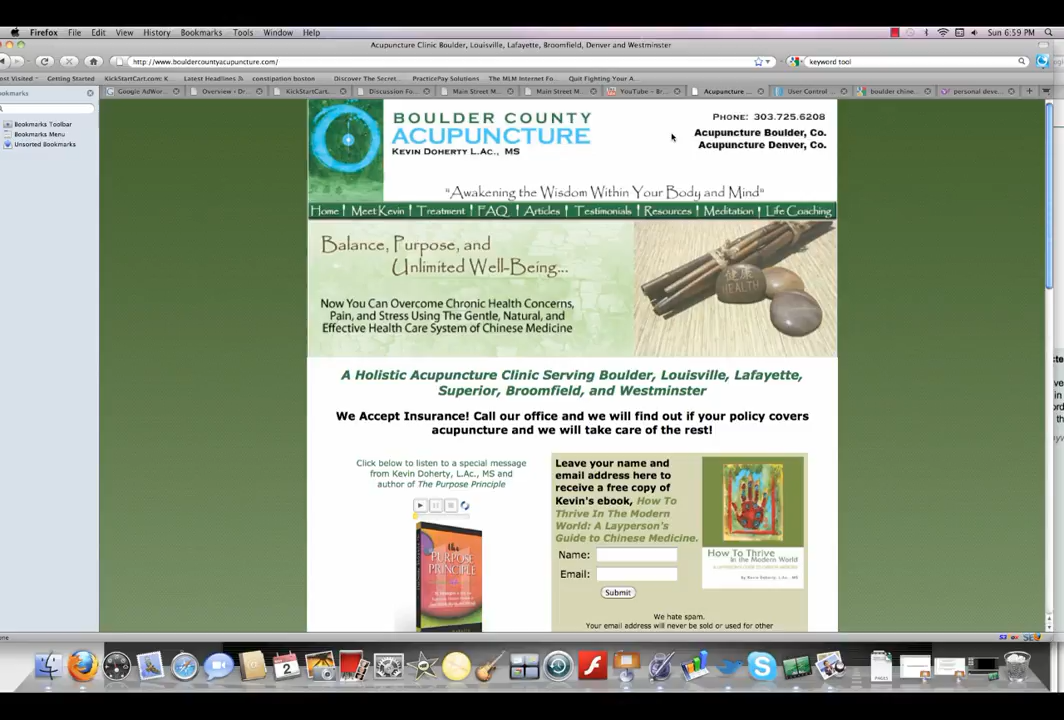 Firefox File Edit View History Bookmarks Tools Window Help Sun 6:59 PM
Acupuncture Clinic Boulder, Louisville, Lafayette, Broomfield, Denver and Westminster
http://www.bouldercountyacupuncture.com/ keyword tool
Most Visited Getting Started KickStartCart.com: K Latest Headlines constipation boston Discover The Secret... PracticePay Solutions The MLM Internet Fo... Quit Fighting Your A...
Google AdWor... Overview - Dr... KickStartCart.... Discussion Fo... Main Street M... Main Street M... YouTube - Br... Acupuncture ... User Control ... boulder chine... personal deve...
Bookmarks
Bookmarks Toolbar
Bookmarks Menu
Unsorted Bookmarks
BOULDER COUNTY
ACUPUNCTURE
KEVIN DOHERTY L.AC., MS
PHONE: 303.725.6208
Acupuncture Boulder, Co.
Acupuncture Denver, Co.
"Awakening the Wisdom Within Your Body and Mind"
Home | Meet Kevin | Treatment | FAQ | Articles | Testimonials | Resources | Meditation | Life Coaching
Balance, Purpose, and
Unlimited Well-Being...
Now You Can Overcome Chronic Health Concerns,
Pain, and Stress Using The Gentle, Natural, and
Effective Health Care System of Chinese Medicine
HEALTH
A Holistic Acupuncture Clinic Serving Boulder, Louisville, Lafayette,
Superior, Broomfield, and Westminster
We Accept Insurance! Call our office and we will find out if your policy covers
acupuncture and we will take care of the rest!
Click below to listen to a special message
from Kevin Doherty, L.Ac., MS and
author of The Purpose Principle
the
PURPOSE
PRINCIPLE
Leave your name and
email address here to
receive a free copy of
Kevin's ebook, How To
Thrive In The Modern
World: A Layperson's
Guide to Chinese Medicine.
Name:
Email:
Submit
How To Thrive
In the Modern World
We hate spam.
Your email address will never be sold or used for other
2
PAGES